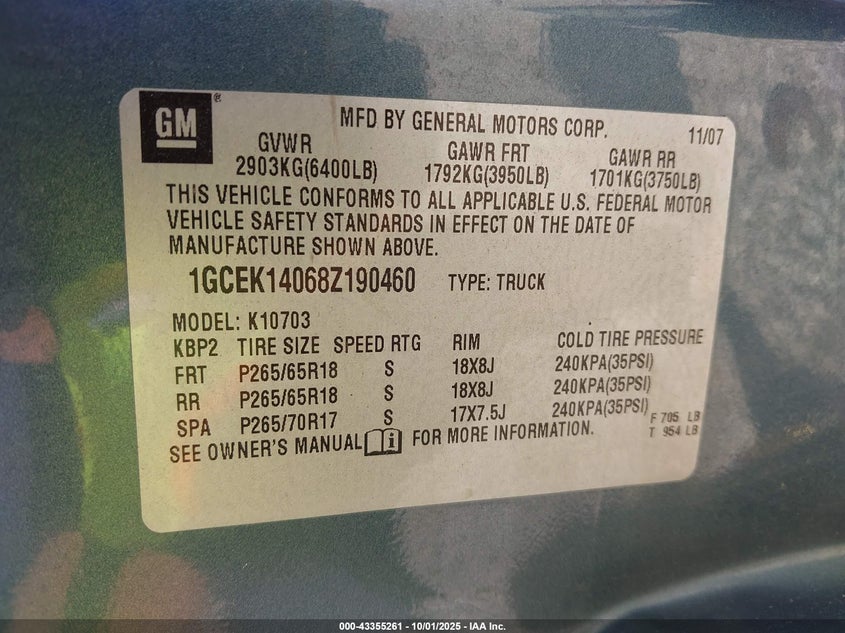 GM®
MFD BY GENERAL MOTORS CORP. 11/07
GVWR GAWR FRT GAWR RR
2903KG(6400LB) 1792KG(3950LB) 1701KG(3750LB)
THIS VEHICLE CONFORMS TO ALL APPLICABLE U.S. FEDERAL MOTOR
VEHICLE SAFETY STANDARDS IN EFFECT ON THE DATE OF
MANUFACTURE SHOWN ABOVE.
1GCEK14068Z190460 TYPE: TRUCK
MODEL: K10703
KBP2 TIRE SIZE SPEED RTG RIM COLD TIRE PRESSURE
FRT P265/65R18 S 18X8J 240KPA(35PSI)
RR P265/65R18 S 18X8J 240KPA(35PSI)
SPA P265/70R17 S 17X7.5J 240KPA(35PSI)
F 705 LB
T 954 LB
SEE OWNER'S MANUAL i FOR MORE INFORMATION.
000-43355261 - 10/01/2025 - IAA Inc.